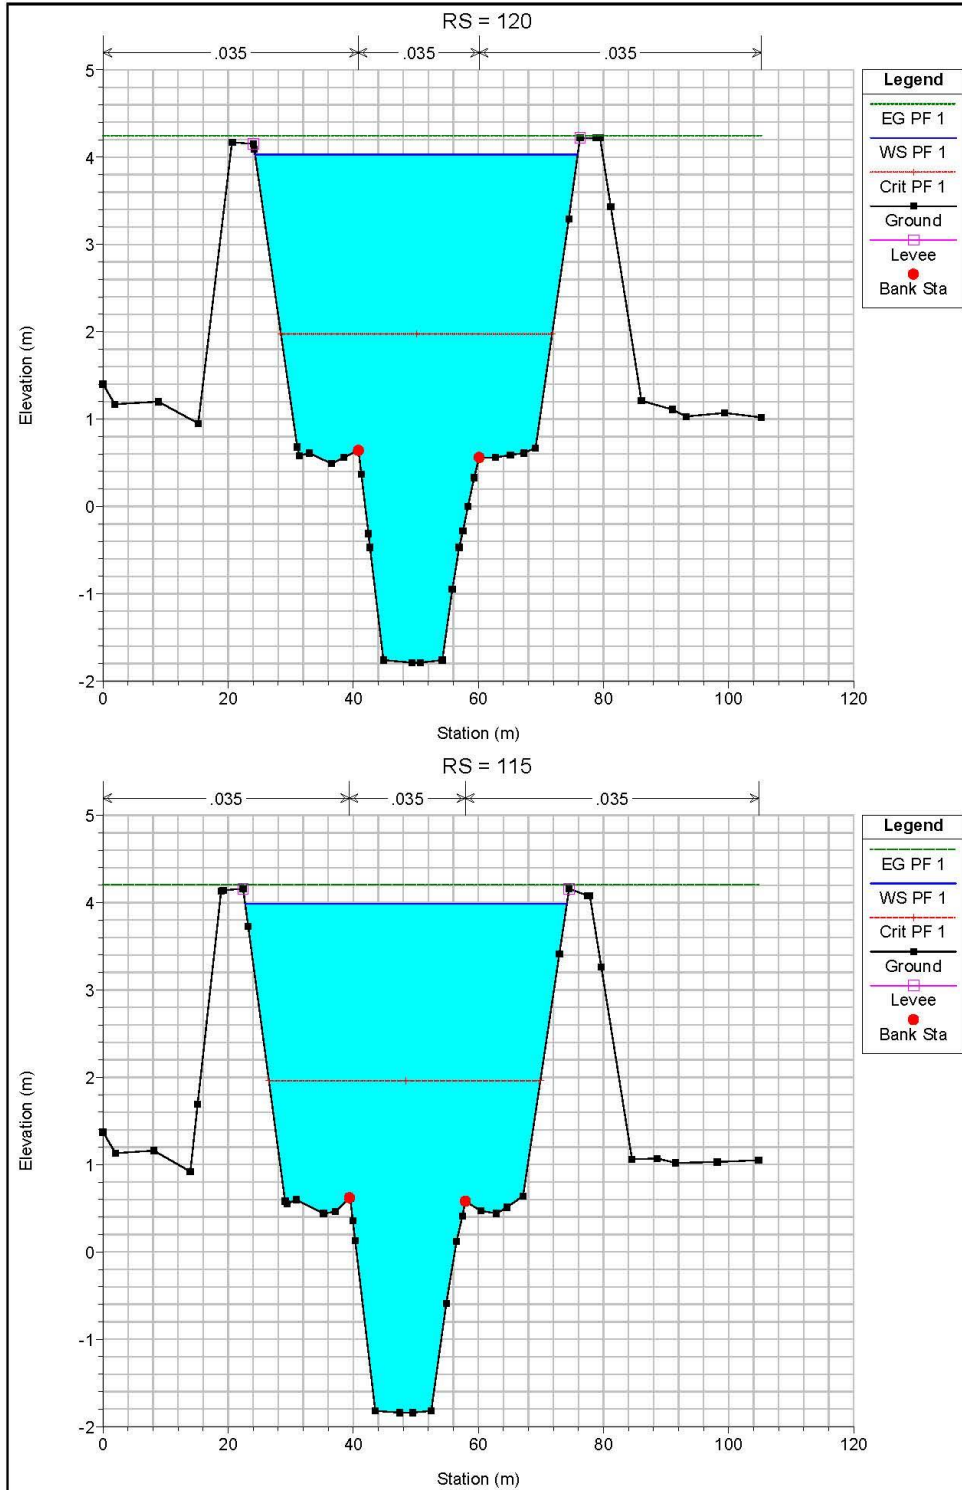 RS = 120
.035 .035 .035
5
4
3
2
1
0
-1
-2
Elevation (m)
0 20 40 60 80 100 120
Station (m)
Legend
EG PF 1
WS PF 1
Crit PF 1
Ground
Levee
Bank Sta
RS = 115
.035 .035 .035
5
4
3
2
1
0
-1
-2
Elevation (m)
0 20 40 60 80 100 120
Station (m)
Legend
EG PF 1
WS PF 1
Crit PF 1
Ground
Levee
Bank Sta